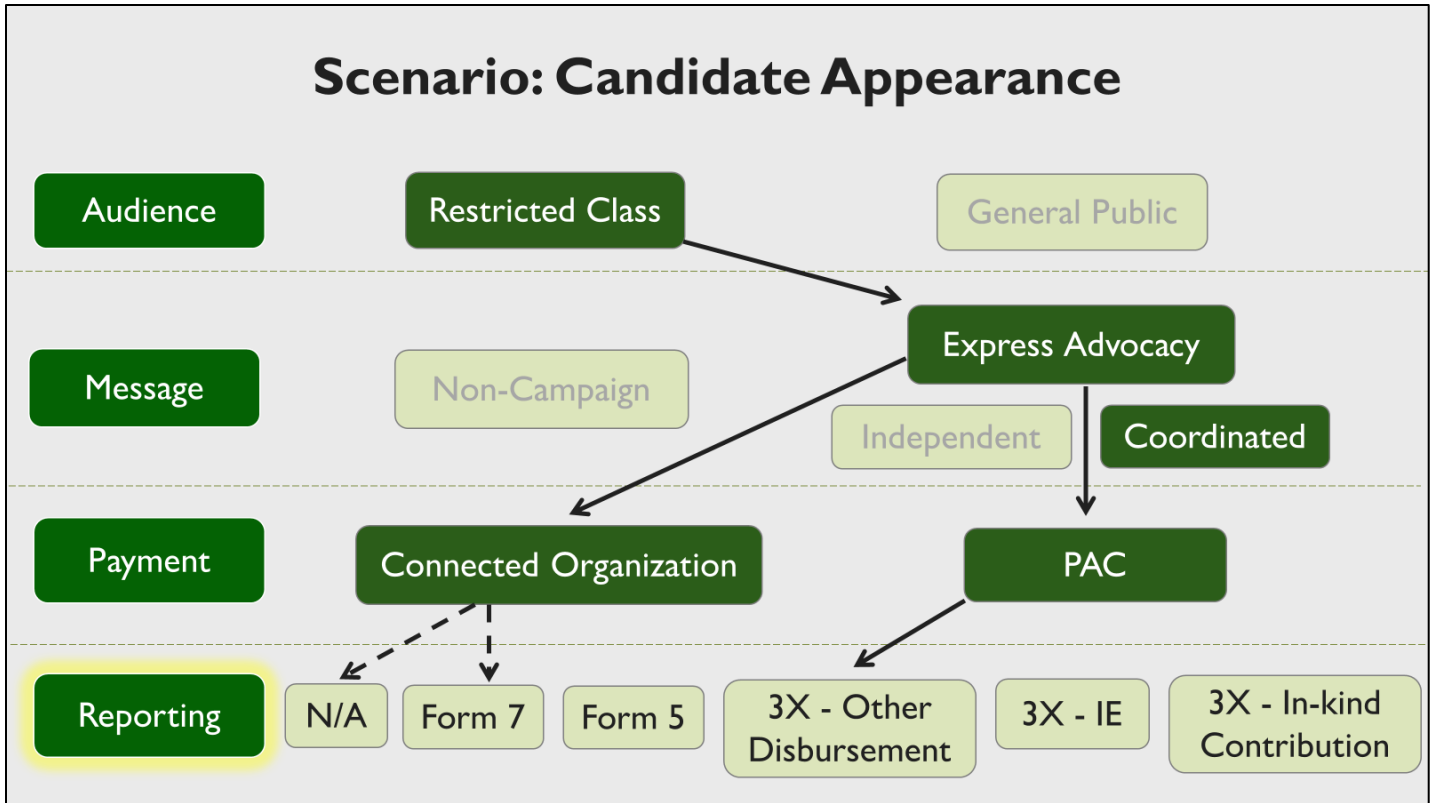 Scenario: Candidate Appearance
Audience
Restricted Class
General Public
Message
Non-Campaign
Express Advocacy
Independent
Coordinated
Payment
Connected Organization
PAC
Reporting
N/A
Form 7
Form 5
3X - Other
Disbursement
3X - IE
3X - In-kind
Contribution